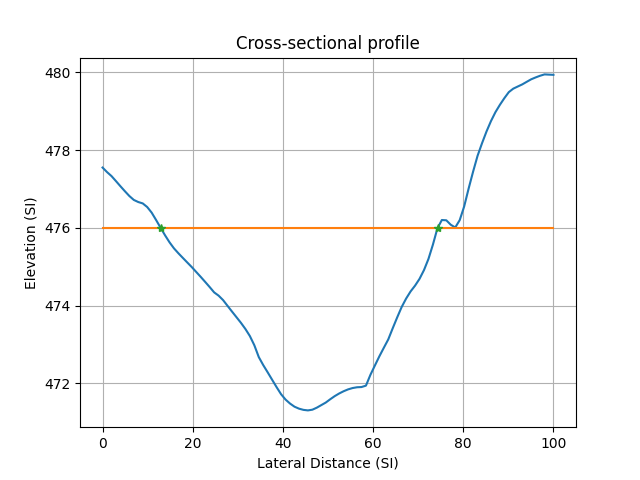 Cross-sectional profile
480
478
476
474
472
Elevation (SI)
0 20 40 60 80 100
Lateral Distance (SI)